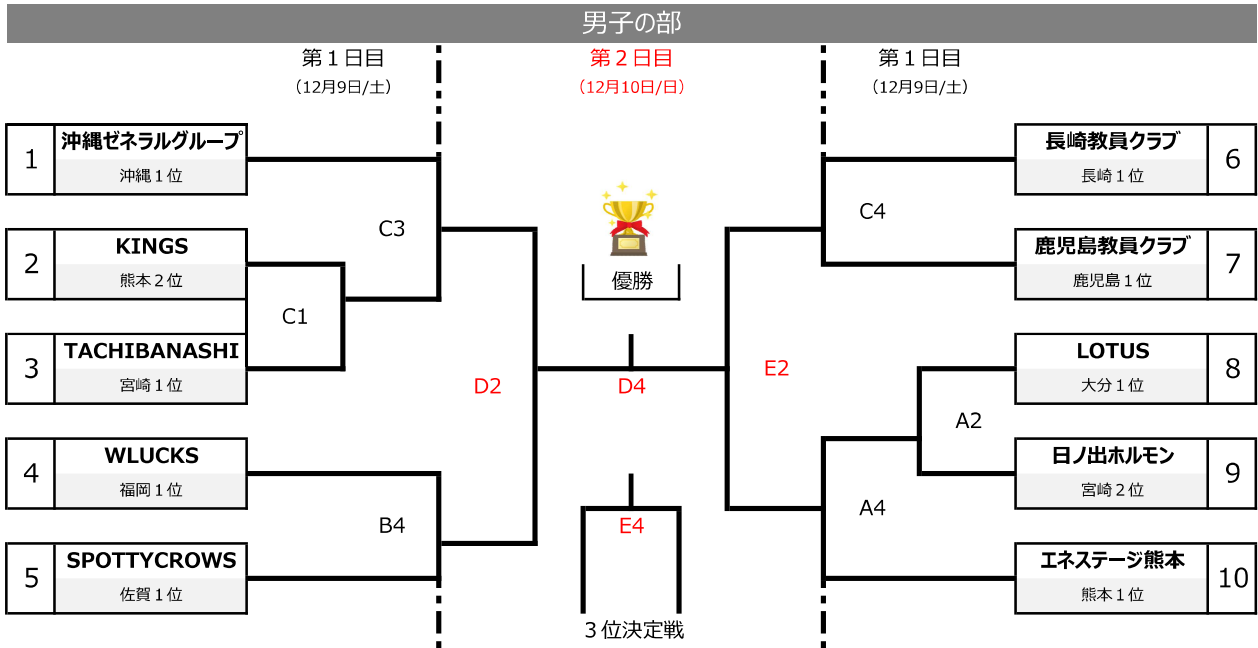 男子の部
第１日目
（12月9日/土）
第２日目
（12月10日/日）
第１日目
（12月9日/土）
1
沖縄ゼネラルグループ
沖縄１位
2
KINGS
熊本２位
3
TACHIBANASHI
宮崎１位
4
WLUCKS
福岡１位
5
SPOTTYCROWS
佐賀１位
C3
C1
B4
D2
優勝
D4
E4
３位決定戦
E2
C4
A2
A4
長崎教員クラブ
長崎１位
6
鹿児島教員クラブ
鹿児島１位
7
LOTUS
大分１位
8
日ノ出ホルモン
宮崎２位
9
エネステージ熊本
熊本１位
10